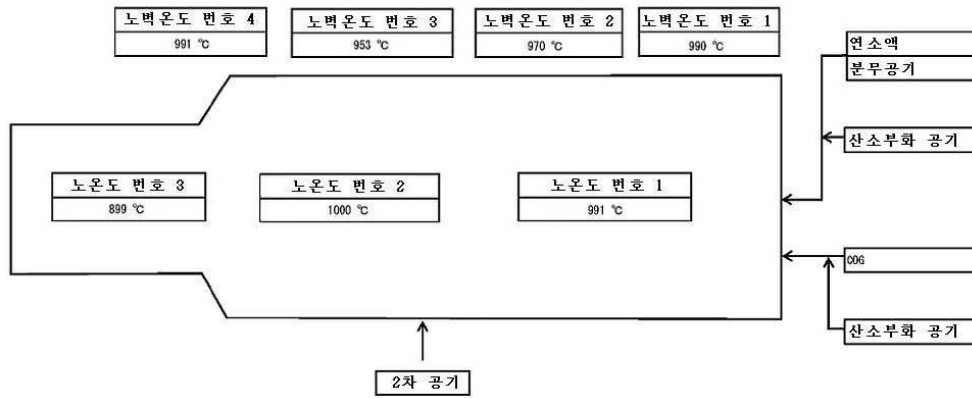 노벽온도 번호 4
991 ℃
노벽온도 번호 3
953 ℃
노벽온도 번호 2
970 ℃
노벽온도 번호 1
990 ℃
연소액
분무공기
산소부화 공기
노온도 번호 3
899 ℃
노온도 번호 2
1000 ℃
노온도 번호 1
991 ℃
COG
산소부화 공기
2차 공기